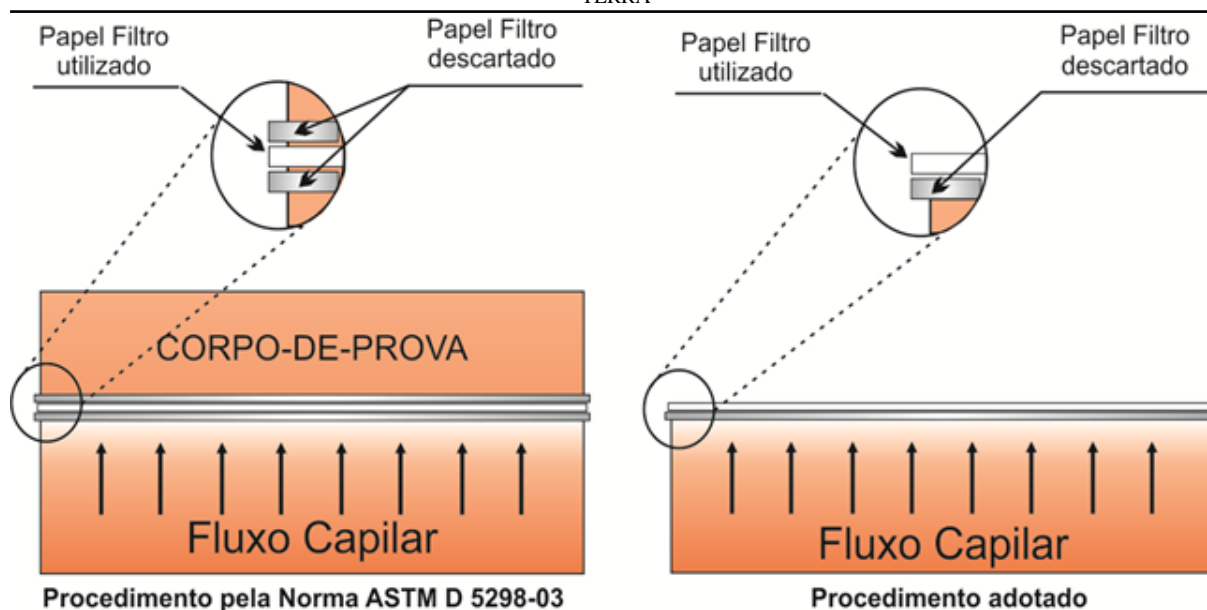 TERRA
Papel Filtro
utilizado
Papel Filtro
descartado
CORPO-DE-PROVA
Fluxo Capilar
Procedimento pela Norma ASTM D 5298-03
Papel Filtro
utilizado
Papel Filtro
descartado
Fluxo Capilar
Procedimento adotado